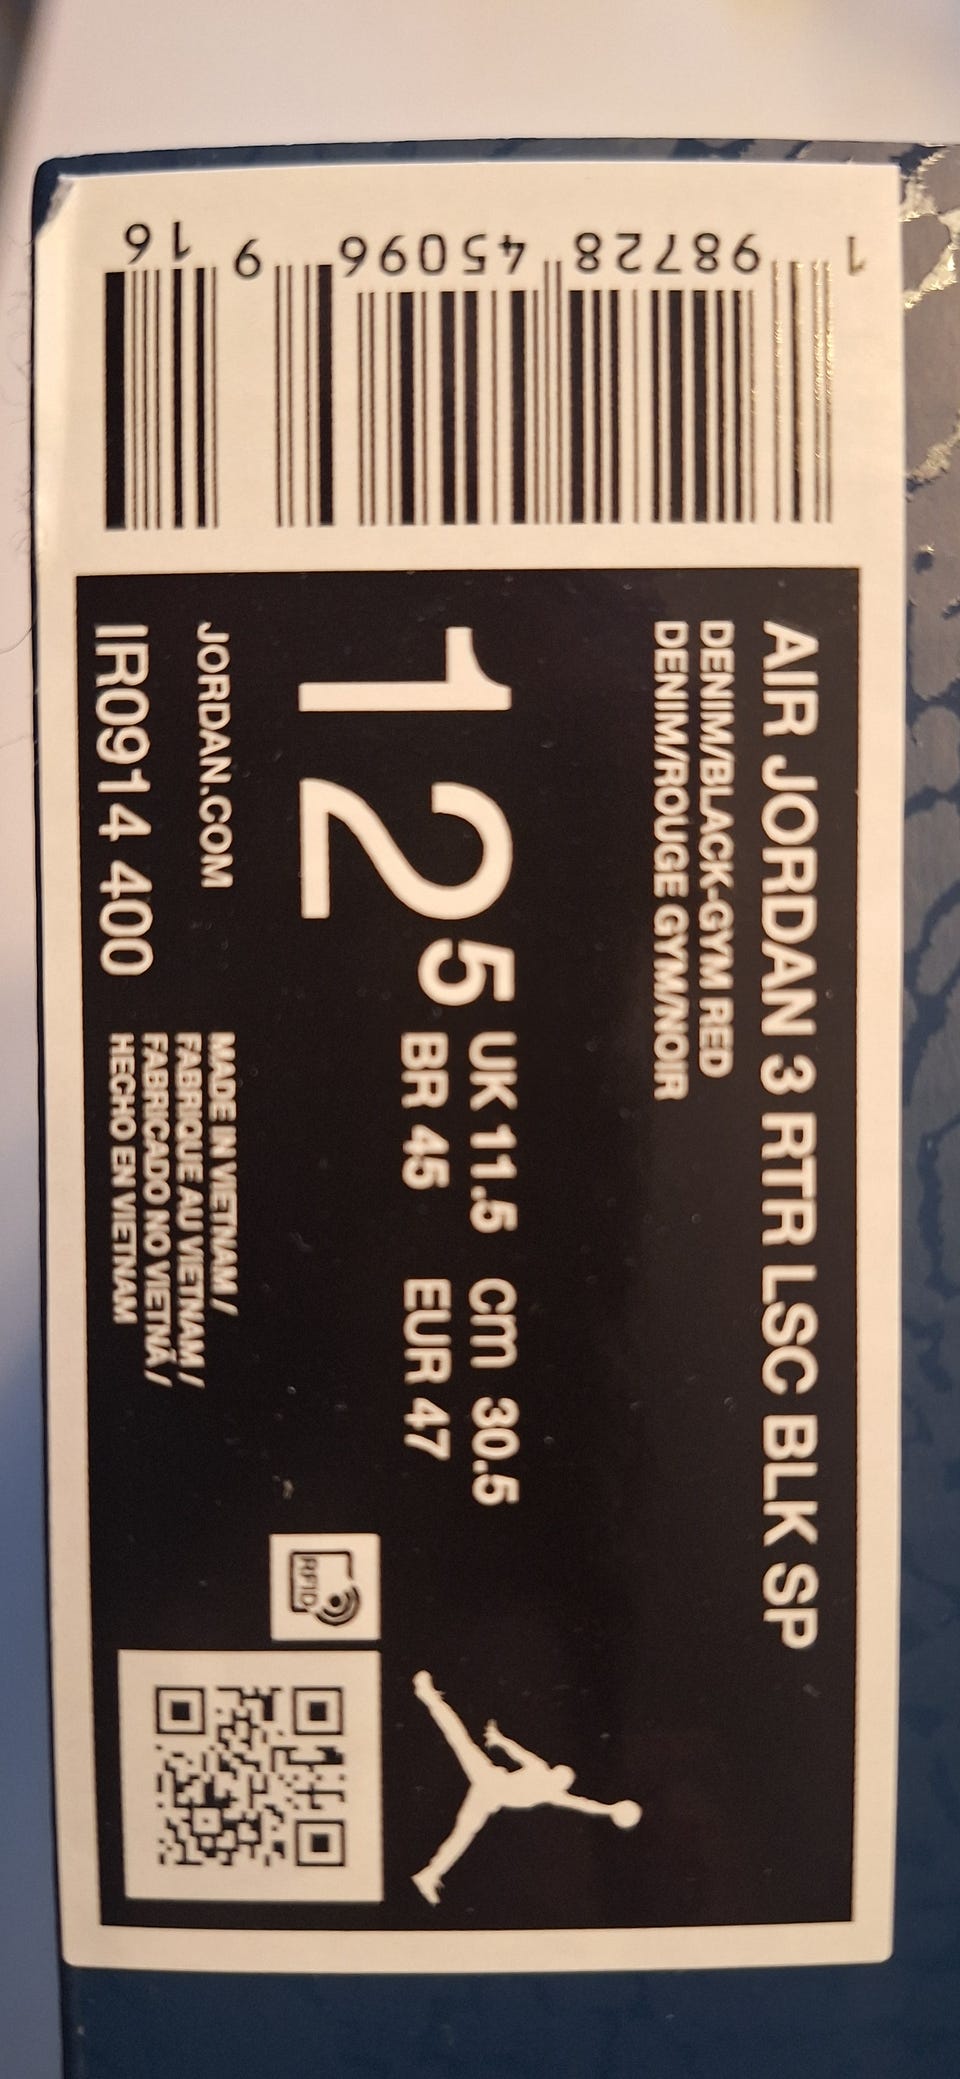 1 98728 45096 9 16
AIR JORDAN 3 RTR LSC BLK SP
DENIM/BLACK-GYM RED
DENIM/ROUGE GYM/NOIR
12 5 UK 11.5 cm 30.5
BR 45 EUR 47
JORDAN.COM
IR0914 400
MADE IN VIETNAM /
FABRIQUE AU VIETNAM /
FABRICADO NO VIETNÃ /
HECHO EN VIETNAM
RFID